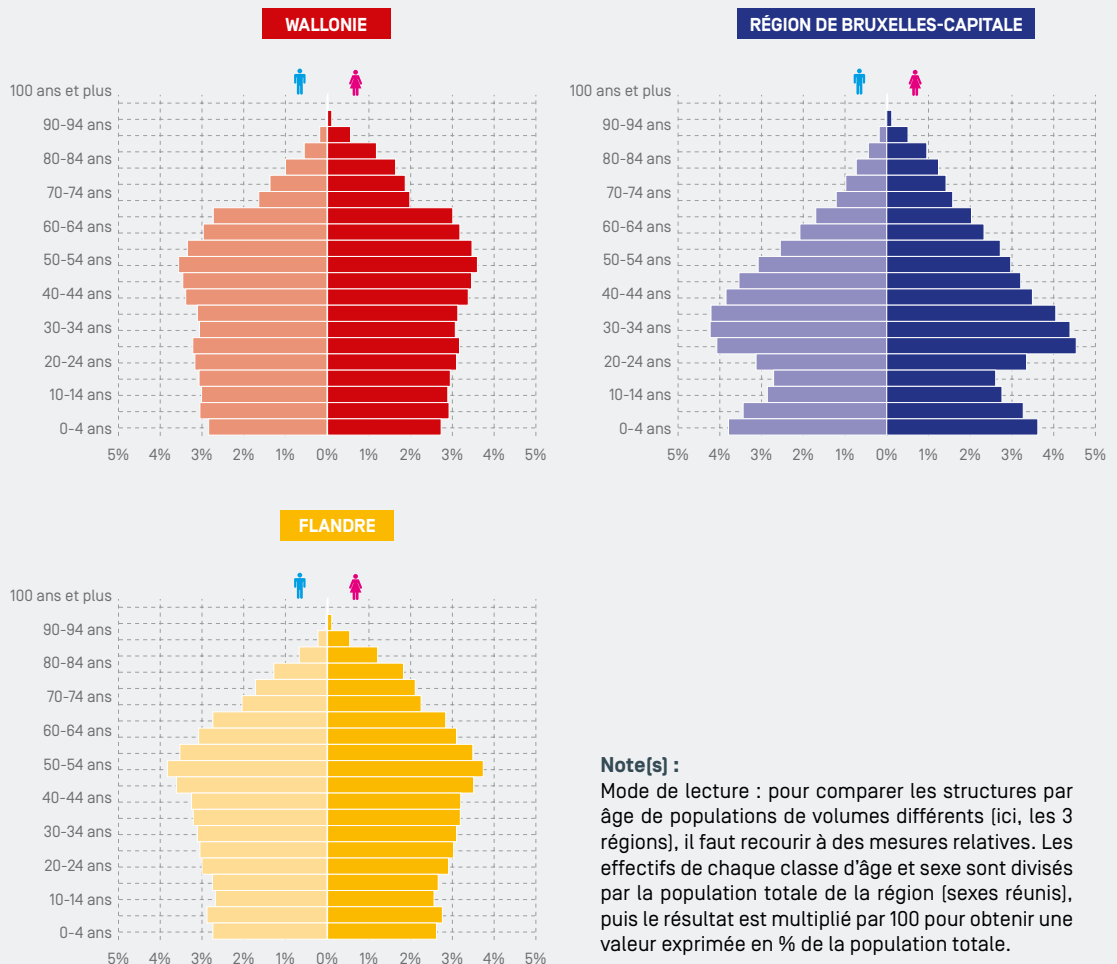 WALLONIE
100 ans et plus
90-94 ans
80-84 ans
70-74 ans
60-64 ans
50-54 ans
40-44 ans
30-34 ans
20-24 ans
10-14 ans
0-4 ans
5% 4% 3% 2% 1% 0% 1% 2% 3% 4% 5%
RÉGION DE BRUXELLES-CAPITALE
100 ans et plus
90-94 ans
80-84 ans
70-74 ans
60-64 ans
50-54 ans
40-44 ans
30-34 ans
20-24 ans
10-14 ans
0-4 ans
5% 4% 3% 2% 1% 0% 1% 2% 3% 4% 5%
FLANDRE
100 ans et plus
90-94 ans
80-84 ans
70-74 ans
60-64 ans
50-54 ans
40-44 ans
30-34 ans
20-24 ans
10-14 ans
0-4 ans
5% 4% 3% 2% 1% 0% 1% 2% 3% 4% 5%
Note(s) :
Mode de lecture : pour comparer les structures par
âge de populations de volumes différents (ici, les 3
régions), il faut recourir à des mesures relatives. Les
effectifs de chaque classe d'âge et sexe sont divisés
par la population totale de la région (sexes réunis),
puis le résultat est multiplié par 100 pour obtenir une
valeur exprimée en % de la population totale.